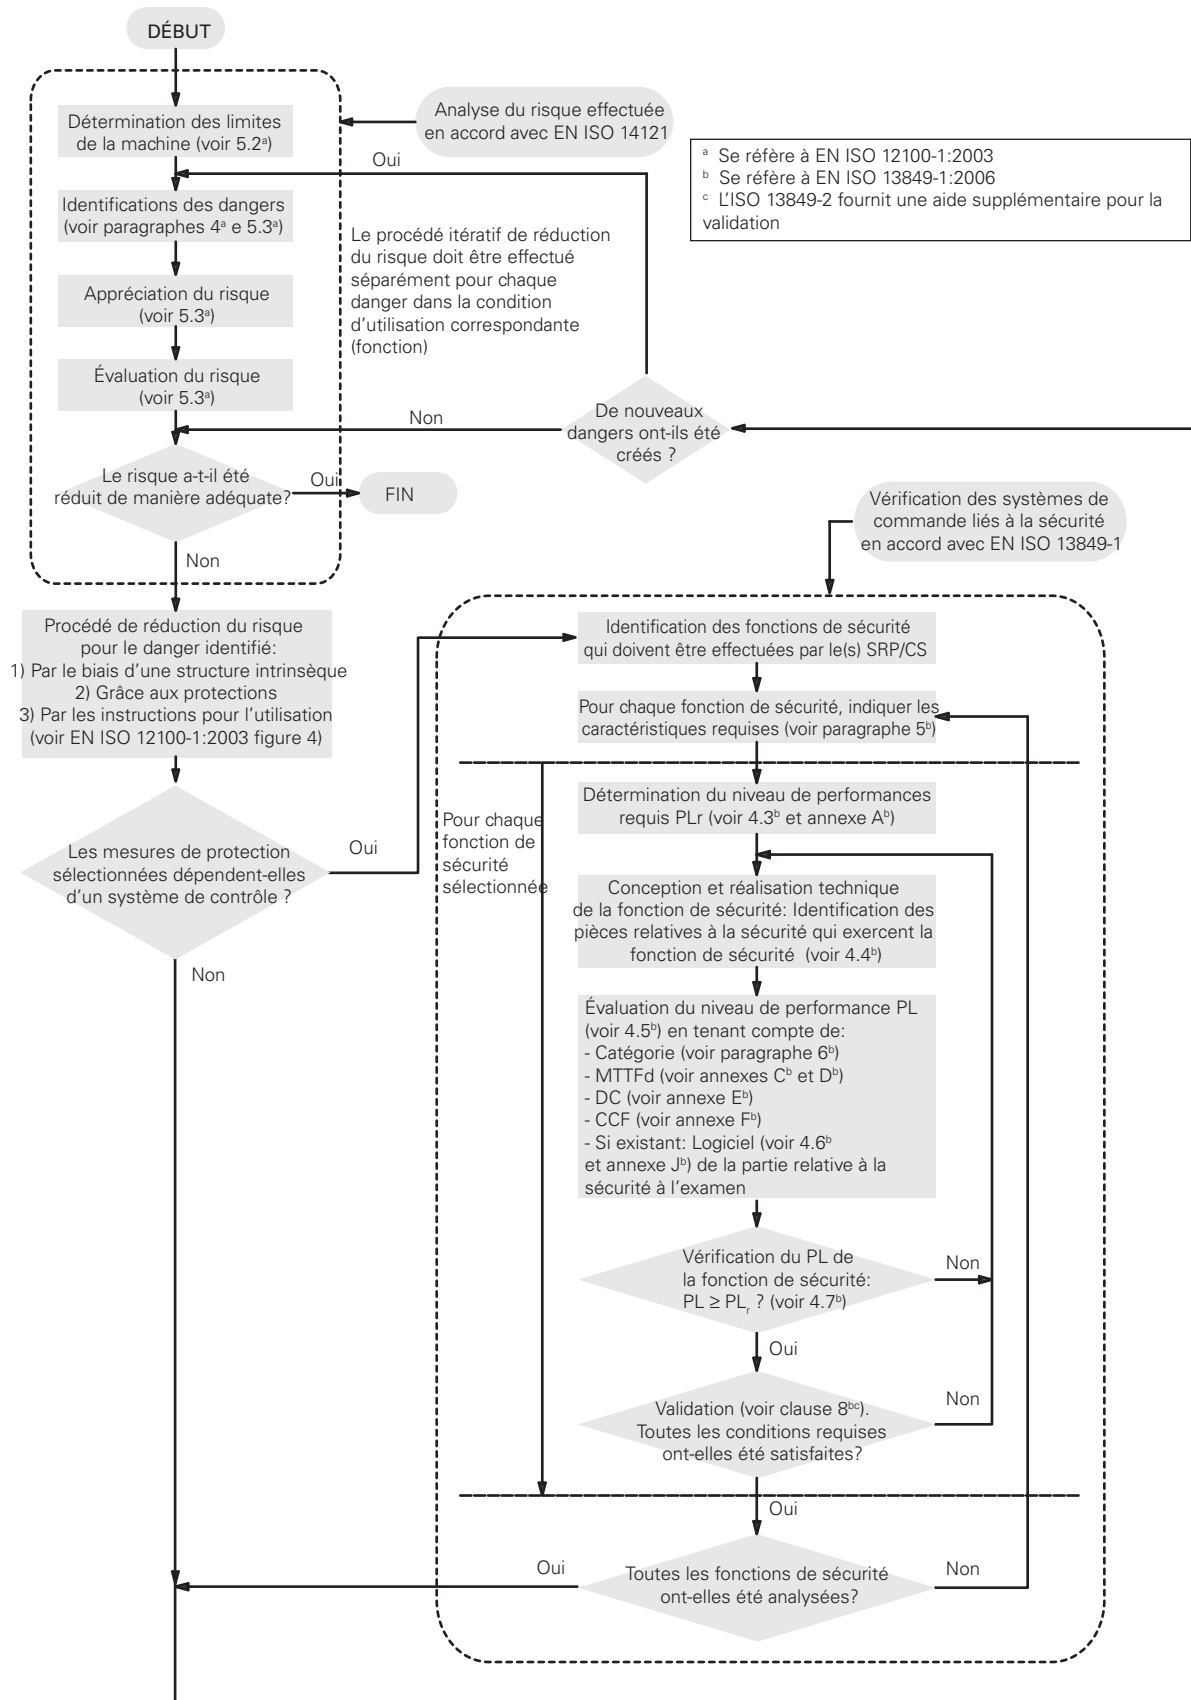 DÉBUT
Détermination des limites
de la machine (voir 5.2ᵃ)
Analyse du risque effectuée
en accord avec EN ISO 14121
Oui
ᵃ Se réfère à EN ISO 12100-1:2003
ᵇ Se réfère à EN ISO 13849-1:2006
ᶜ L'ISO 13849-2 fournit une aide supplémentaire pour la
validation
Identifications des dangers
(voir paragraphes 4ᵃ e 5.3ᵃ)
Le procédé itératif de réduction
du risque doit être effectué
séparément pour chaque
danger dans la condition
d'utilisation correspondante
(fonction)
Appréciation du risque
(voir 5.3ᵃ)
Évaluation du risque
(voir 5.3ᵃ)
Non
De nouveaux
dangers ont-ils été
créés ?
Le risque a-t-il été
réduit de manière adéquate?
Oui
FIN
Non
Vérification des systèmes de
commande liés à la sécurité
en accord avec EN ISO 13849-1
Procédé de réduction du risque
pour le danger identifié:
1) Par le biais d'une structure intrinsèque
2) Grâce aux protections
3) Par les instructions pour l'utilisation
(voir EN ISO 12100-1:2003 figure 4)
Identification des fonctions de sécurité
qui doivent être effectuées par le(s) SRP/CS
Pour chaque fonction de sécurité, indiquer les
caractéristiques requises (voir paragraphe 5ᵇ)
Les mesures de protection
sélectionnées dépendent-elles
d'un système de contrôle ?
Oui
Non
Pour chaque
fonction de
sécurité
sélectionnée
Détermination du niveau de performances
requis PLr (voir 4.3ᵇ et annexe Aᵇ)
Conception et réalisation technique
de la fonction de sécurité: Identification des
pièces relatives à la sécurité qui exercent la
fonction de sécurité (voir 4.4ᵇ)
Évaluation du niveau de performance PL
(voir 4.5ᵇ) en tenant compte de:
- Catégorie (voir paragraphe 6ᵇ)
- MTTFd (voir annexes Cᵇ et Dᵇ)
- DC (voir annexe Eᵇ)
- CCF (voir annexe Fᵇ)
- Si existant: Logiciel (voir 4.6ᵇ
et annexe Jᵇ) de la partie relative à la
sécurité à l'examen
Vérification du PL de
la fonction de sécurité:
PL ≥ PLᵣ ? (voir 4.7ᵇ)
Non
Oui
Validation (voir clause 8ᵇᶜ).
Toutes les conditions requises
ont-elles été satisfaites?
Non
Oui
Toutes les fonctions de sécurité
ont-elles été analysées?
Oui
Non